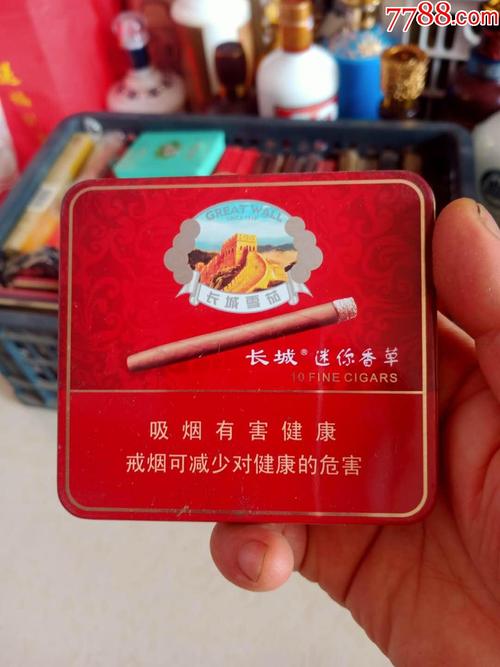 7788.com
GREAT WALL
长城雪茄
长城® 迷你香草
10 FINE CIGARS
吸烟有害健康
戒烟可减少对健康的危害